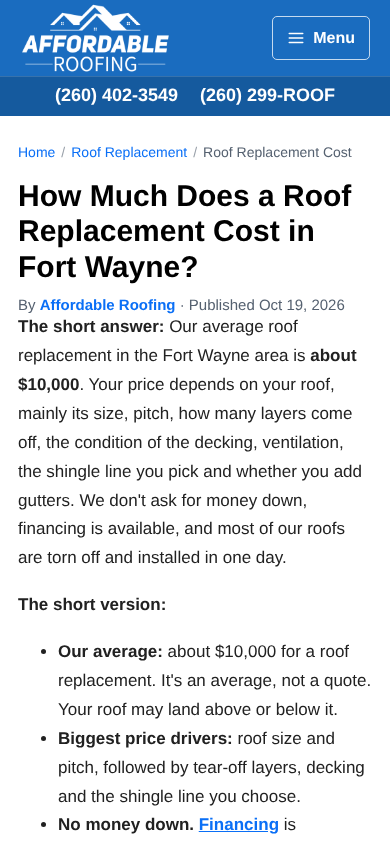 AFFORDABLE
ROOFING
Menu
(260) 402-3549 (260) 299-ROOF
Home / Roof Replacement / Roof Replacement Cost
How Much Does a Roof
Replacement Cost in
Fort Wayne?
By Affordable Roofing · Published Oct 19, 2026
The short answer: Our average roof
replacement in the Fort Wayne area is about
$10,000. Your price depends on your roof,
mainly its size, pitch, how many layers come
off, the condition of the decking, ventilation,
the shingle line you pick and whether you add
gutters. We don't ask for money down,
financing is available, and most of our roofs
are torn off and installed in one day.
The short version:
• Our average: about $10,000 for a roof
replacement. It's an average, not a quote.
Your roof may land above or below it.
• Biggest price drivers: roof size and
pitch, followed by tear-off layers, decking
and the shingle line you choose.
• No money down. Financing is